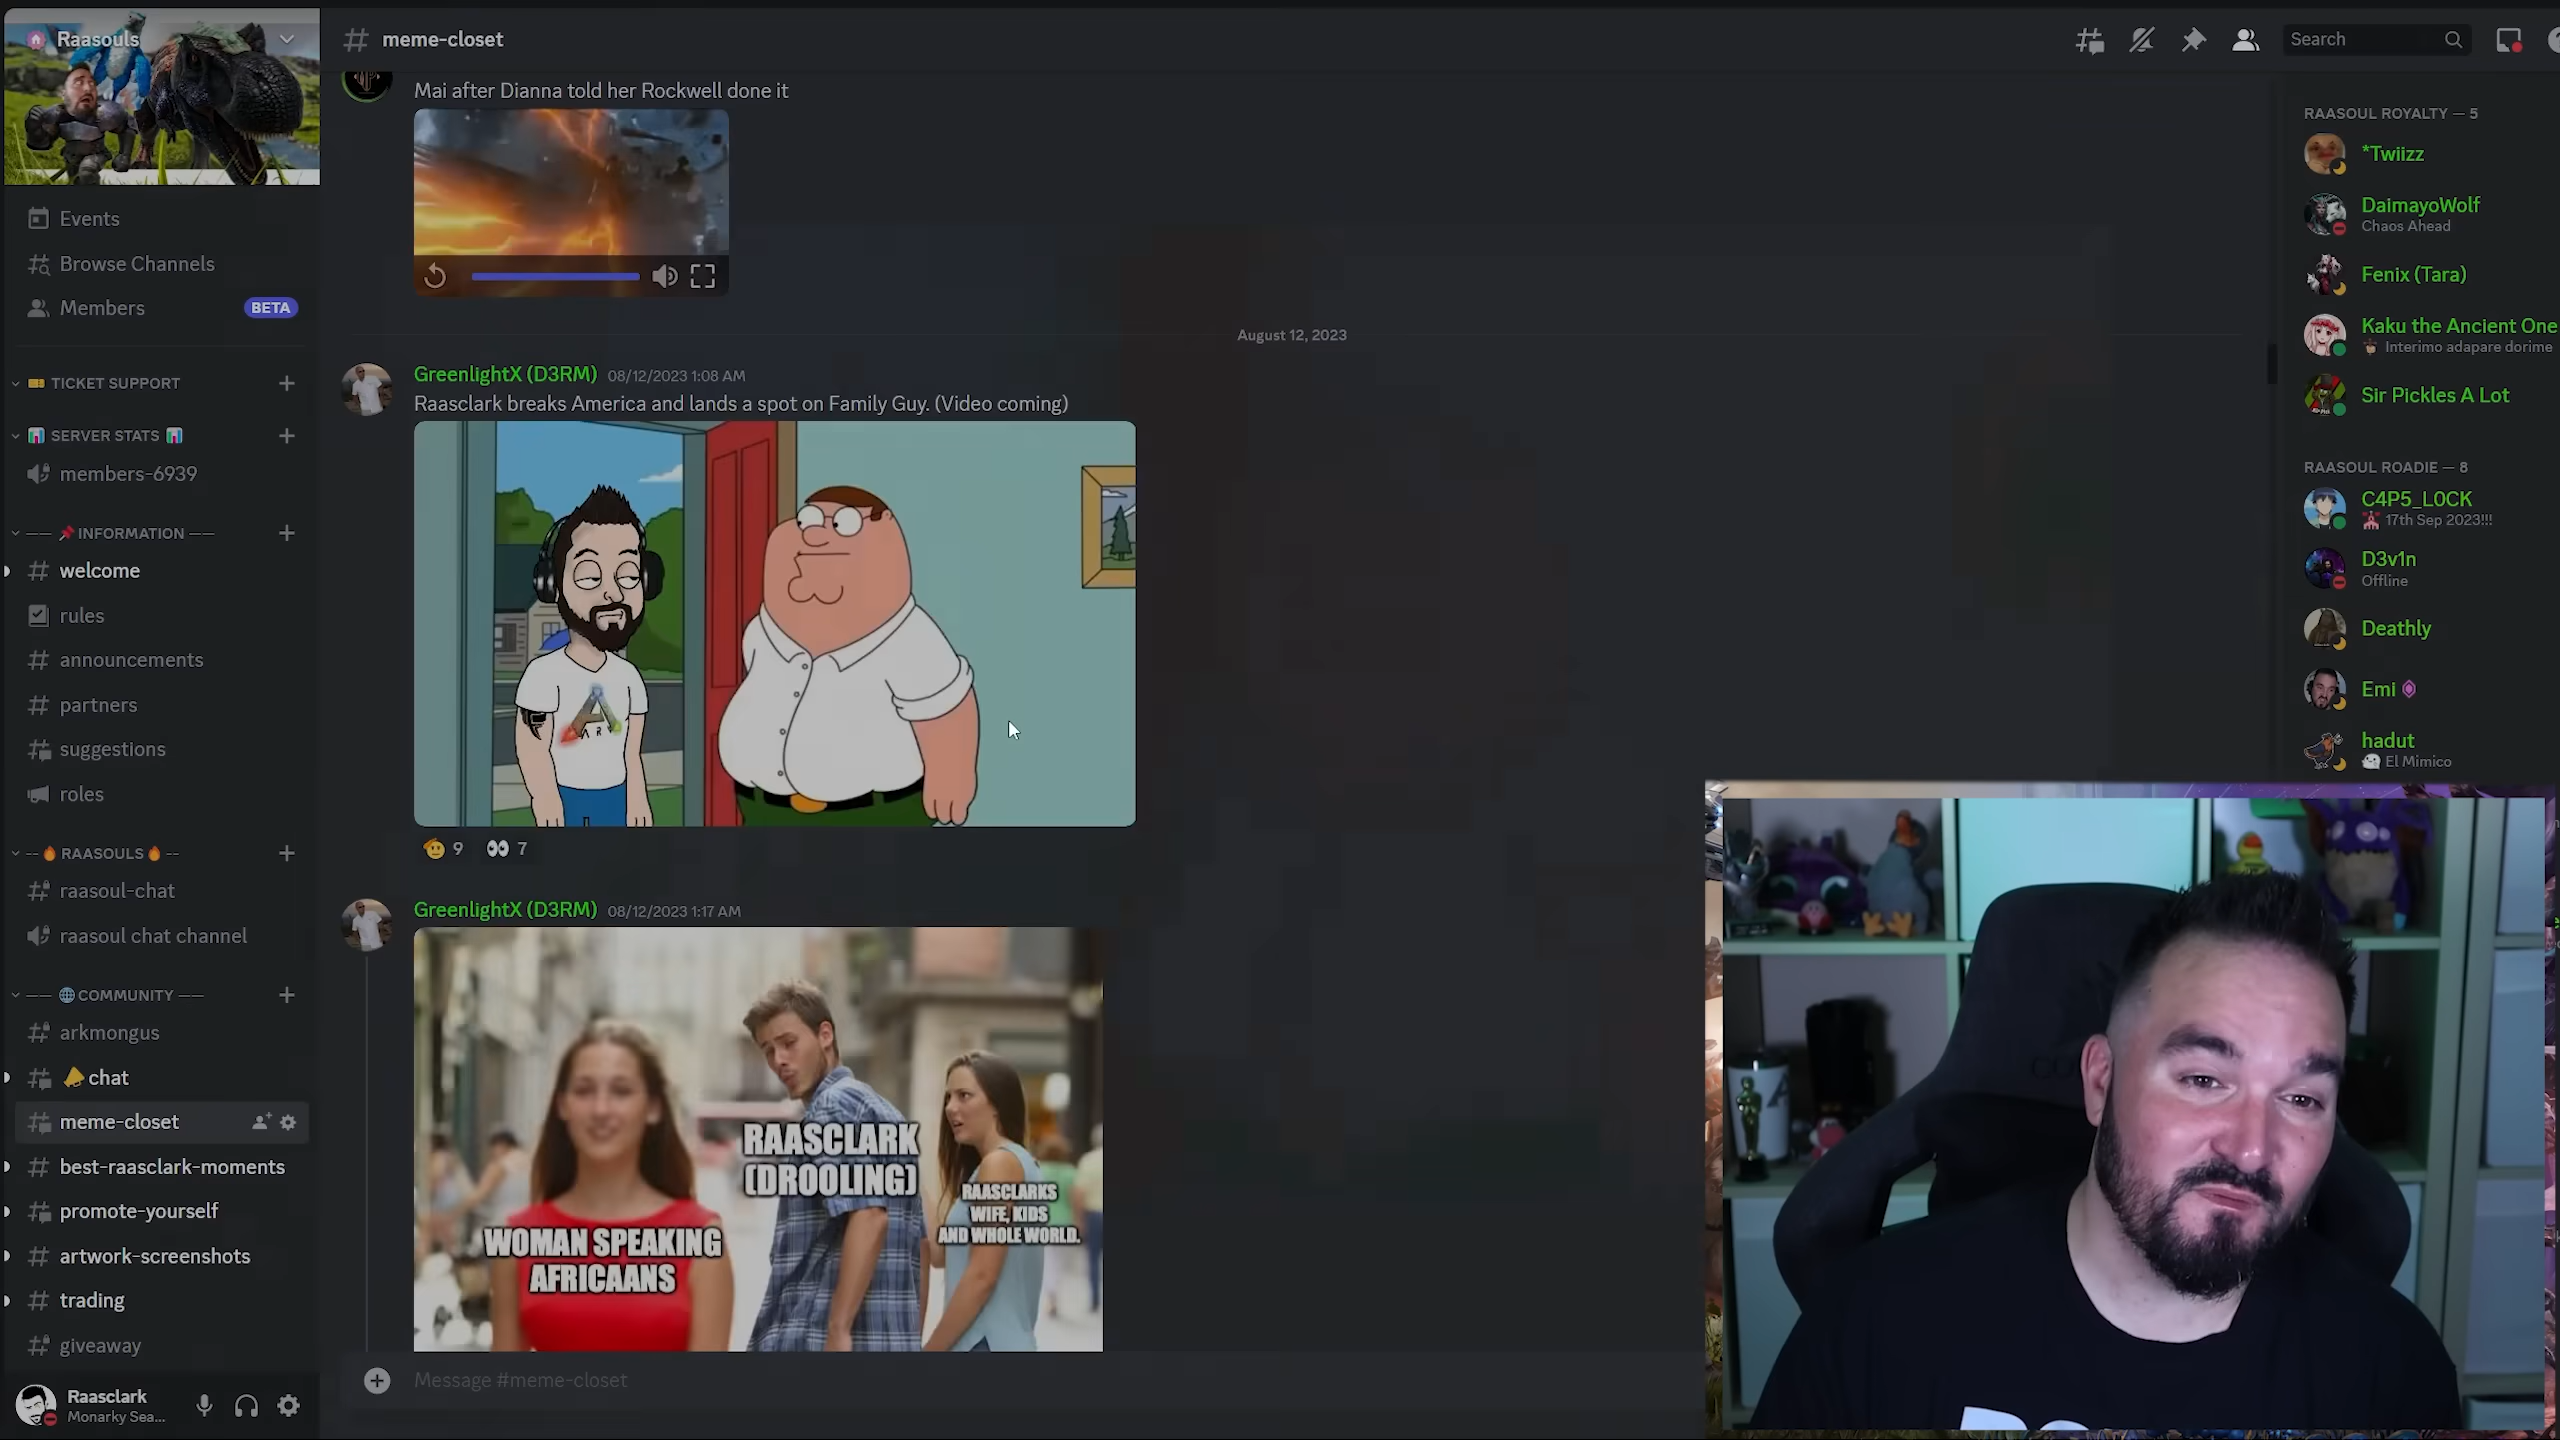 Raasouls
Events
Browse Channels
Members
BETA
TICKET SUPPORT
SERVER STATS
members-6939
INFORMATION
welcome
rules
announcements
partners
suggestions
roles
RAASOULS
raasoul-chat
raasoul chat channel
COMMUNITY
arkmongus
chat
meme-closet
best-raasclark-moments
promote-yourself
artwork-screenshots
trading
giveaway
Raasclark
Monarky Sea...
meme-closet
Search
Mai after Dianna told her Rockwell done it
August 12, 2023
GreenlightX (D3RM) 08/12/2023 1:08 AM
Raasclark breaks America and lands a spot on Family Guy. (Video coming)
ARK
9 7
GreenlightX (D3RM) 08/12/2023 1:17 AM
RAASCLARK
(DROOLING)
WOMAN SPEAKING
AFRICAANS
RAASCLARKS
WIFE, KIDS
AND WHOLE WORLD.
Message #meme-closet
RAASOUL ROYALTY — 5
*Twiizz
DaimayoWolf
Chaos Ahead
Fenix (Tara)
Kaku the Ancient One
Interimo adapare dorime
Sir Pickles A Lot
RAASOUL ROADIE — 8
C4P5_L0CK
17th Sep 2023!!!
D3v1n
Offline
Deathly
Emi
hadut
El Mimico